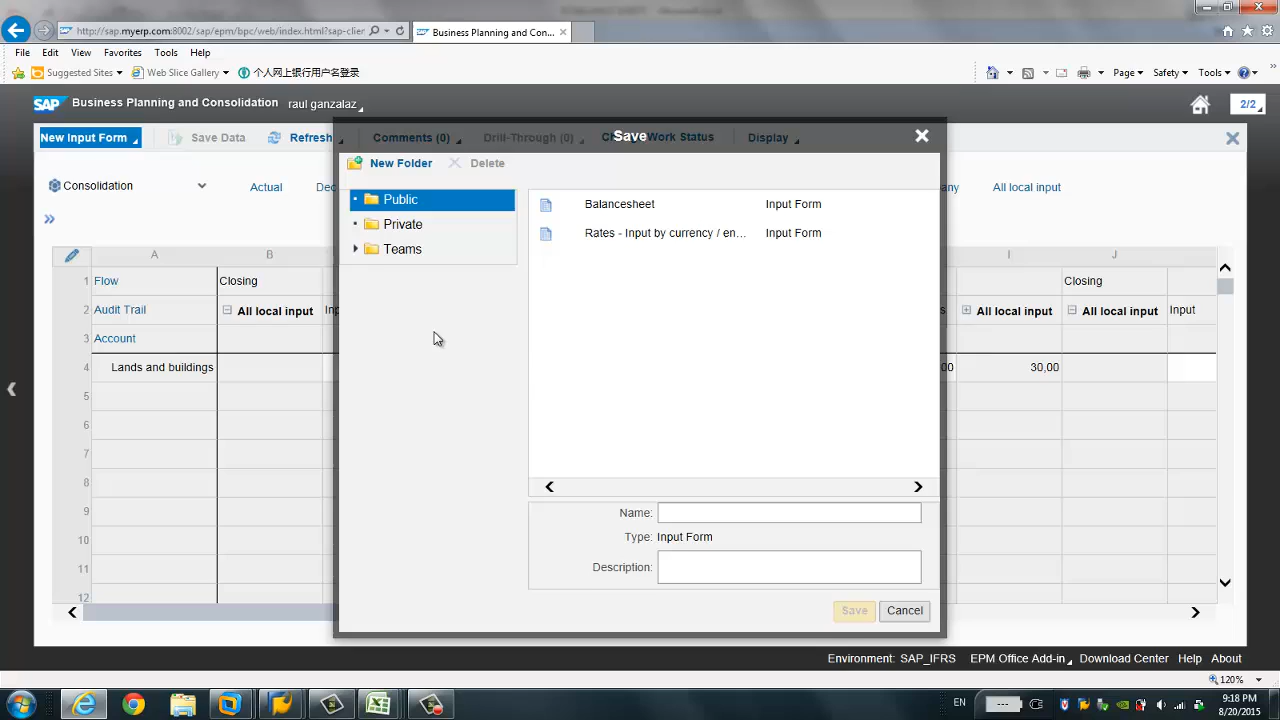 http://sap.myerp.com:8002/sap/epm/bpc/web/index.html?sap-clier
Business Planning and Con...
File Edit View Favorites Tools Help
Suggested Sites Web Slice Gallery 个人网上银行用户名登录
Page Safety Tools
SAP Business Planning and Consolidation raul ganzalaz
2/2
New Input Form Save Data Refresh Comments (0) Drill-Through (0) Work Status Display
Save
New Folder Delete
Consolidation Actual All local input
Public
Private
Teams
Balancesheet Input Form
Rates - Input by currency / en... Input Form
A B I J
1 Flow Closing Closing
2 Audit Trail All local input All local input All local input Input
3 Account
4 Lands and buildings 00 30,00
5
6
7
8
9
10
11
12
Name:
Type: Input Form
Description:
Save Cancel
Environment: SAP_IFRS EPM Office Add-in Download Center Help About
120%
EN
9:18 PM
8/20/2015